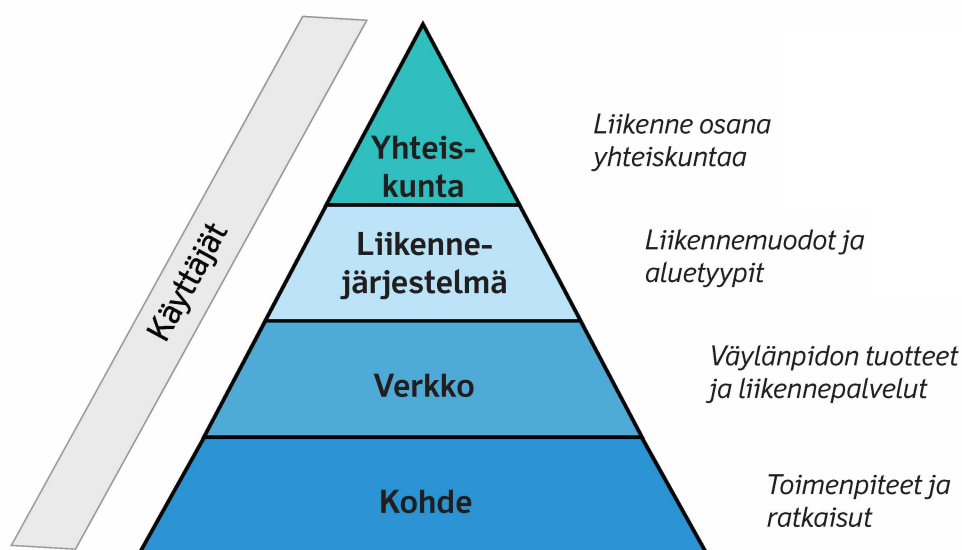 Käyttäjät
Yhteis-
kunta
Liikenne osana
yhteiskuntaa
Liikenne-
järjestelmä
Liikennemuodot ja
aluetyypit
Verkko
Väylänpidon tuotteet
ja liikennepalvelut
Kohde
Toimenpiteet ja
ratkaisut